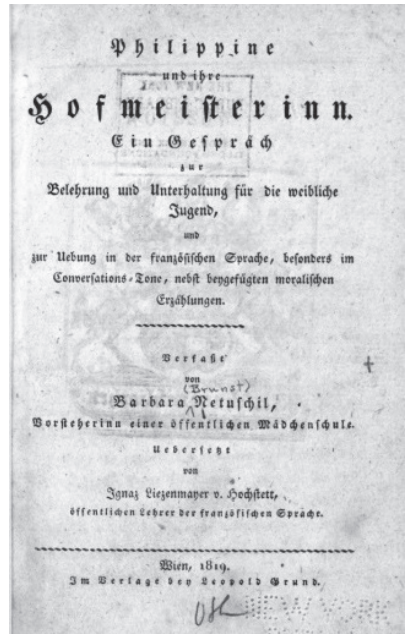 Philippine
und ihre
Hofmeisterinn.
Ein Gespräch
zur
Belehrung und Unterhaltung für die weibliche
Jugend,
und
zur Uebung in der französischen Sprache, besonders im
Conversations-Tone, nebst beygefügten moralischen
Erzählungen.
Verfaßt
von
(Brunst)
Barbara Netuschil,
Vorsteherinn einer öffentlichen Mädchenschule.
Uebersetzt
von
Ignaz Liezenmayer v. Hochstett,
öffentlichen Lehrer der französischen Sprache.
Wien, 1819.
Im Verlage bey Leopold Grund.
NEW YORK